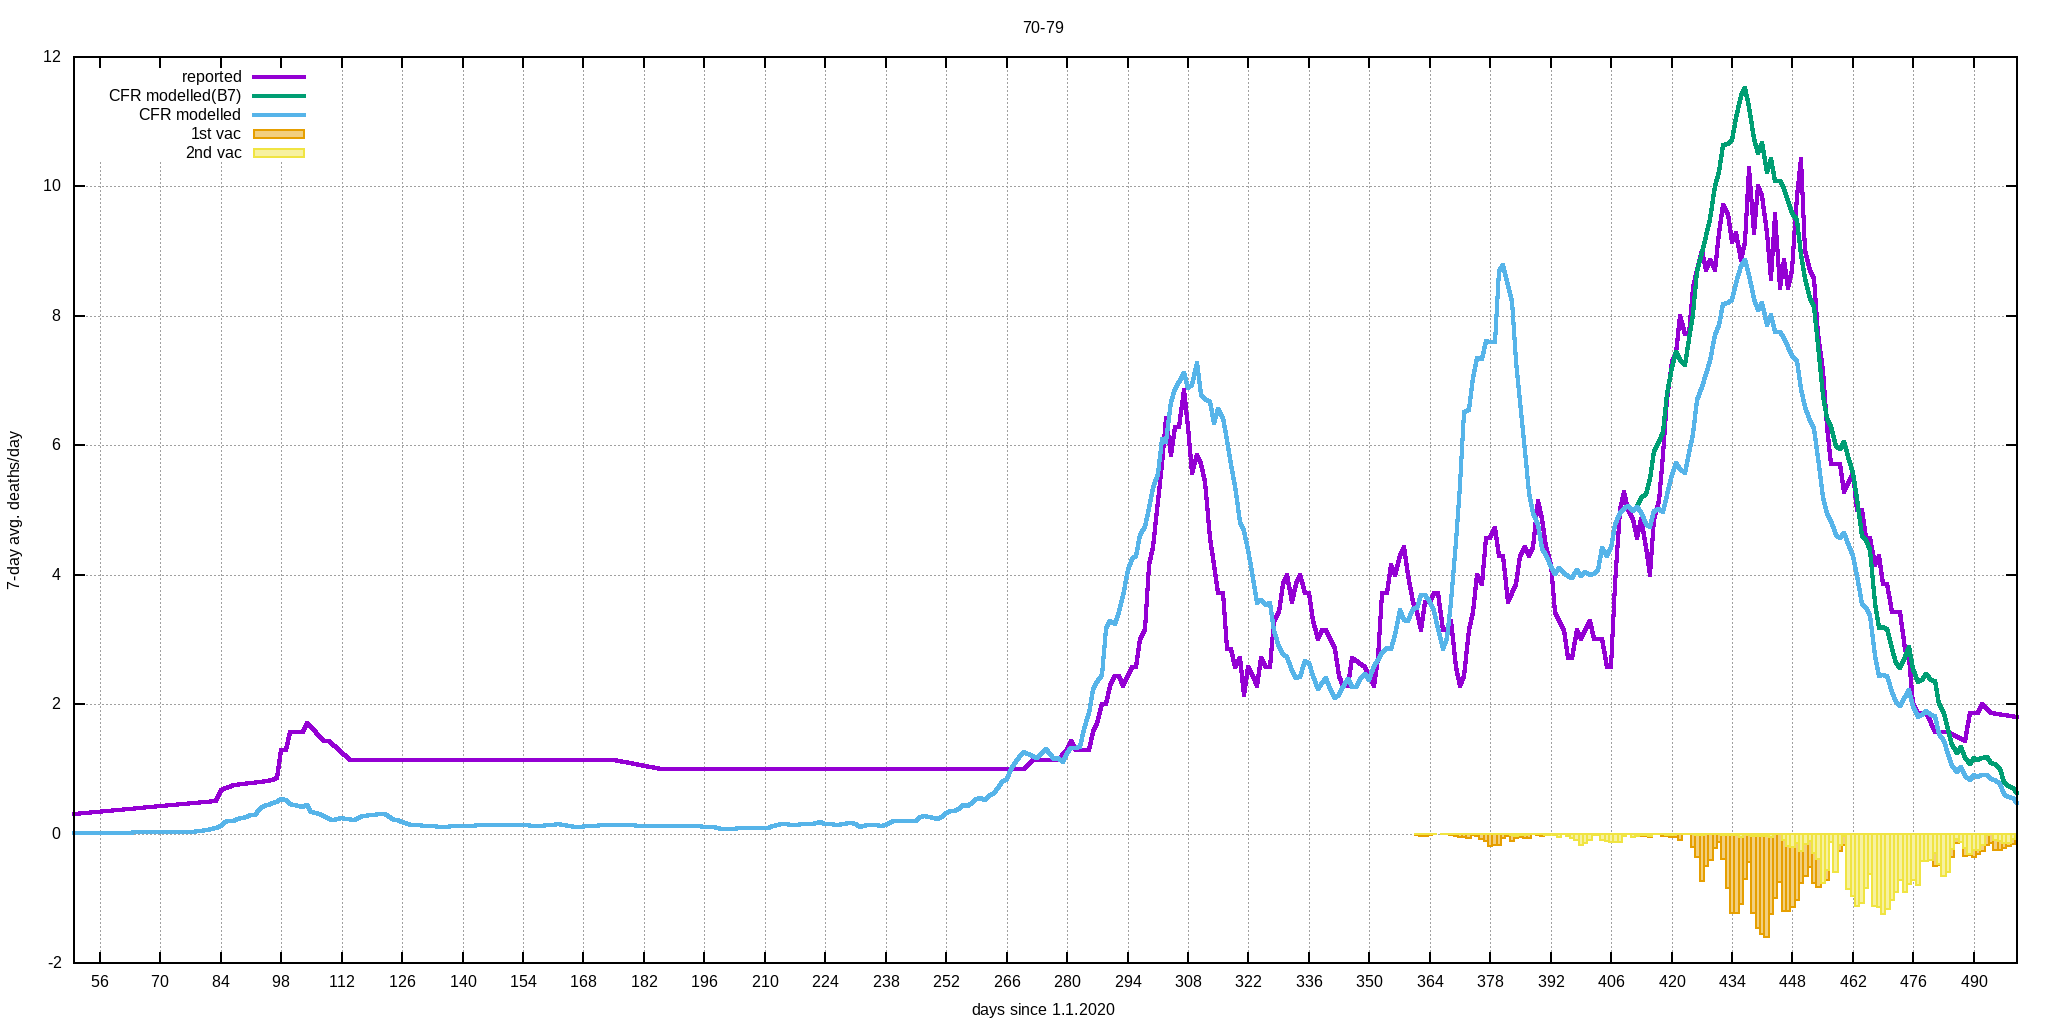 70-79
12
10
8
6
4
2
0
-2
7-day avg. deaths/day
reported
CFR modelled(B7)
CFR modelled
1st vac
2nd vac
56 70 84 98 112 126 140 154 168 182 196 210 224 238 252 266 280 294 308 322 336 350 364 378 392 406 420 434 448 462 476 490
days since 1.1.2020